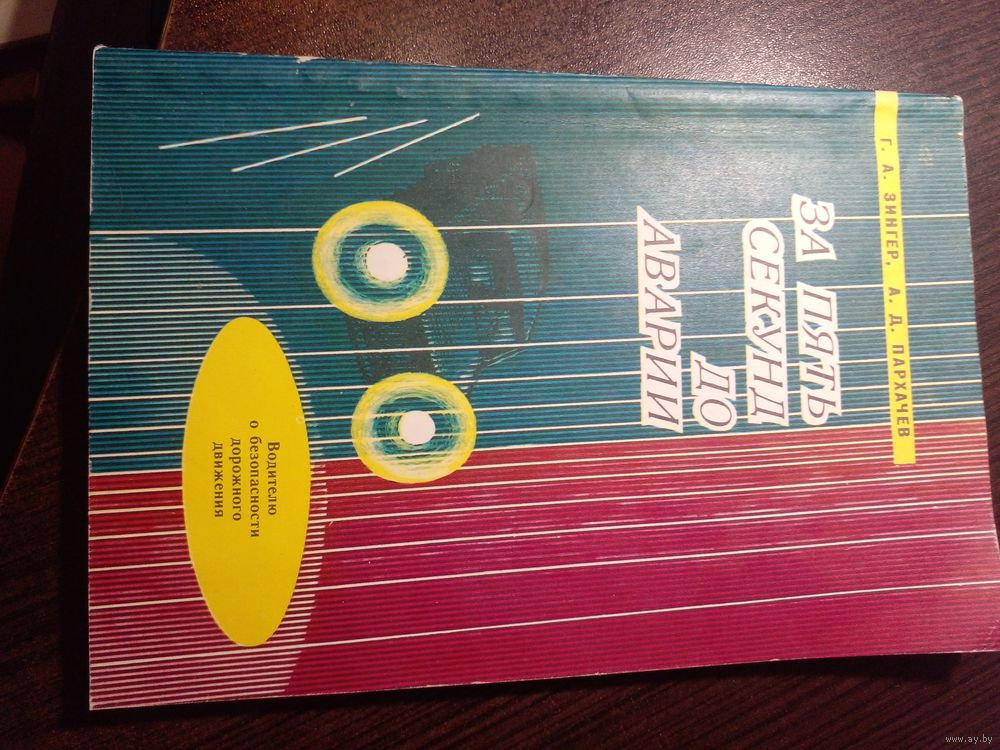 Г. А. ЗИНГЕР, А. Д. ПАРХАЧЕВ
ЗА ПЯТЬ
СЕКУНД
ДО
АВАРИИ
Водителю
о безопасности
дорожного
движения
www.ay.by